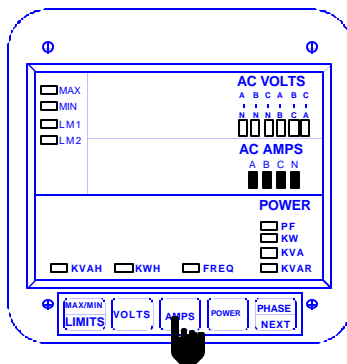 MAX
MIN
LM1
LM2
AC VOLTS
A B C A B C
N N N B C A
AC AMPS
A B C N
POWER
PF
KW
KVA
KVAH KWH FREQ KVAR
MAX/MIN
LIMITS
VOLTS
AMPS
POWER
PHASE
NEXT